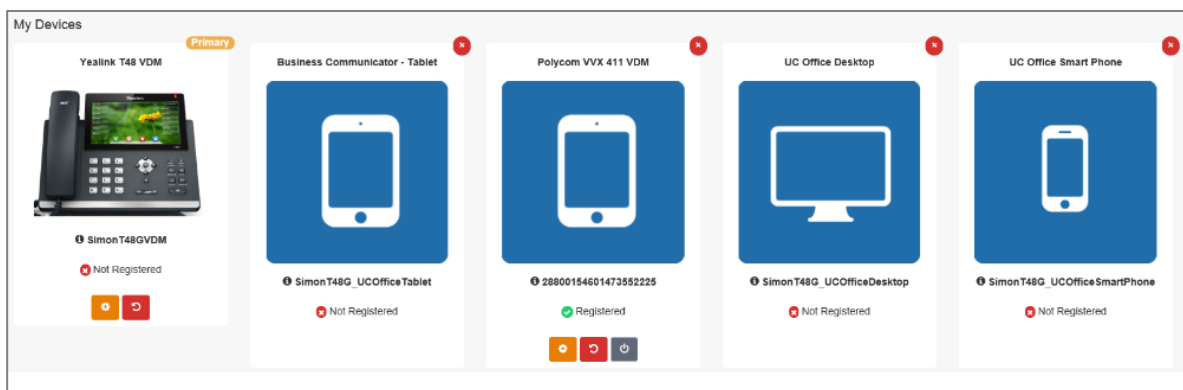 My Devices
Primary
Yealink T48 VDM
SimonT48GVDM
Not Registered
Business Communicator - Tablet
SimonT48G_UCOfficeTablet
Not Registered
Polycom VVX 411 VDM
28800154601473552225
Registered
UC Office Desktop
SimonT48G_UCOfficeDesktop
Not Registered
UC Office Smart Phone
SimonT48G_UCOfficeSmartPhone
Not Registered